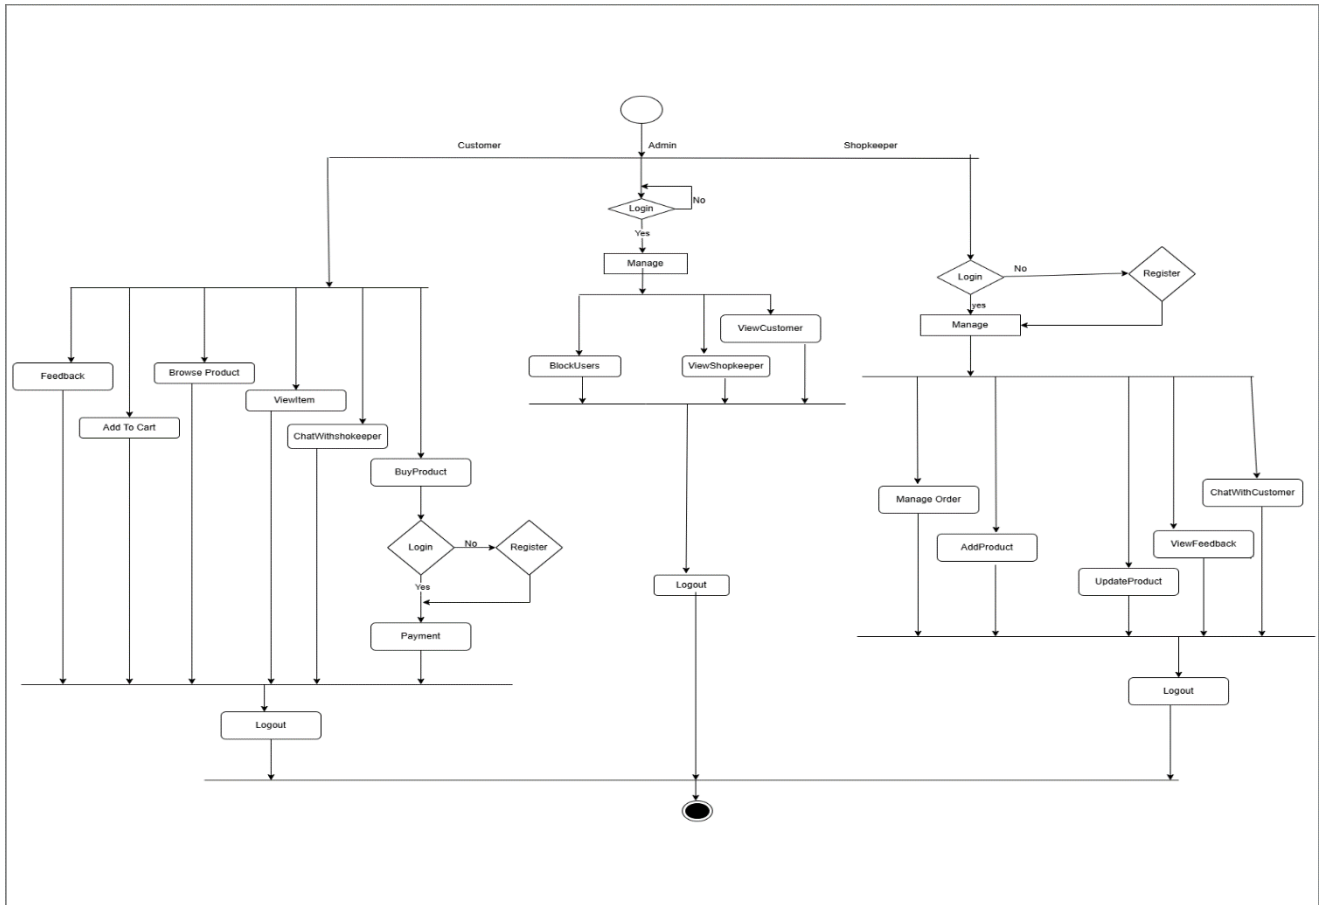 Customer
Admin
Shopkeeper
Login
No
Yes
Manage
Login
No
Register
yes
Manage
ViewCustomer
BlockUsers
ViewShopkeeper
Feedback
Browse Product
ViewItem
Add To Cart
ChatWithshokeeper
BuyProduct
Login
No
Register
Yes
Payment
Logout
Logout
Manage Order
ChatWithCustomer
AddProduct
ViewFeedback
UpdateProduct
Logout